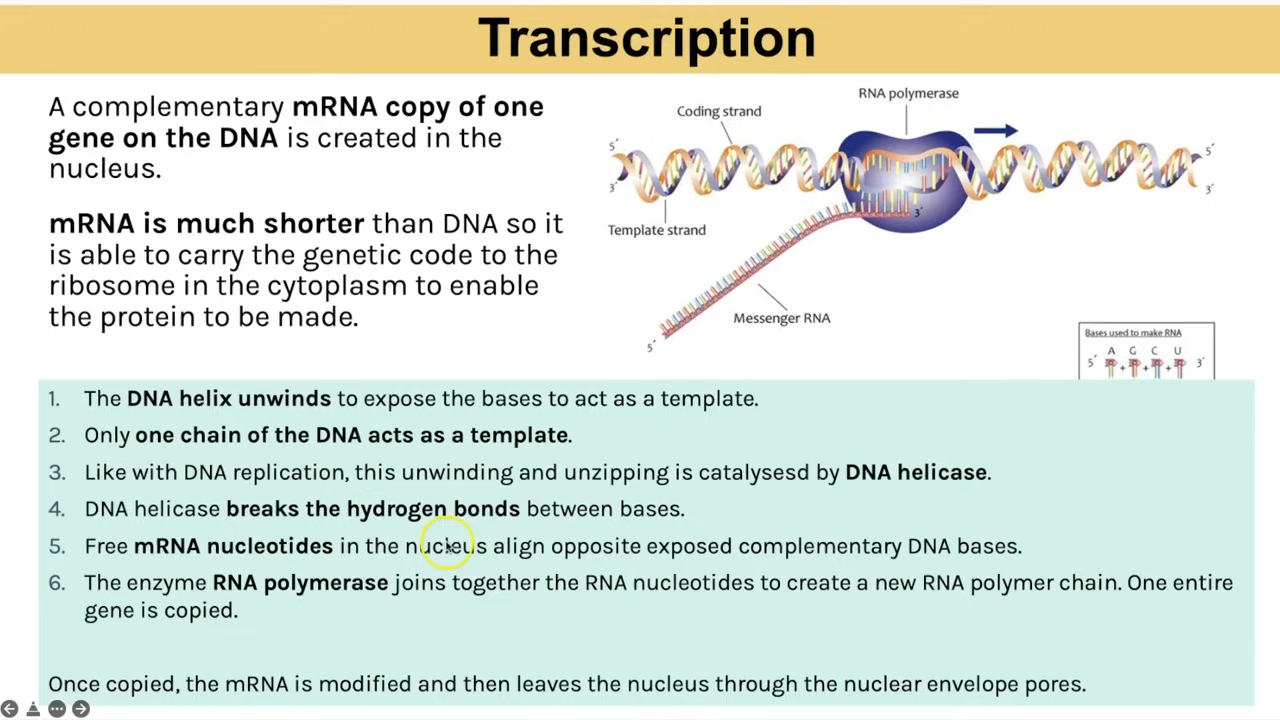 Transcription
A complementary mRNA copy of one
gene on the DNA is created in the
nucleus.
mRNA is much shorter than DNA so it
is able to carry the genetic code to the
ribosome in the cytoplasm to enable
the protein to be made.
RNA polymerase
Coding strand
5′
3′
5′
3′
3′
Template strand
Messenger RNA
5′
Bases used to make RNA
A G C U
5′ + + + 3′
1. The DNA helix unwinds to expose the bases to act as a template.
2. Only one chain of the DNA acts as a template.
3. Like with DNA replication, this unwinding and unzipping is catalysesd by DNA helicase.
4. DNA helicase breaks the hydrogen bonds between bases.
5. Free mRNA nucleotides in the nucleus align opposite exposed complementary DNA bases.
6. The enzyme RNA polymerase joins together the RNA nucleotides to create a new RNA polymer chain. One entire
gene is copied.
Once copied, the mRNA is modified and then leaves the nucleus through the nuclear envelope pores.